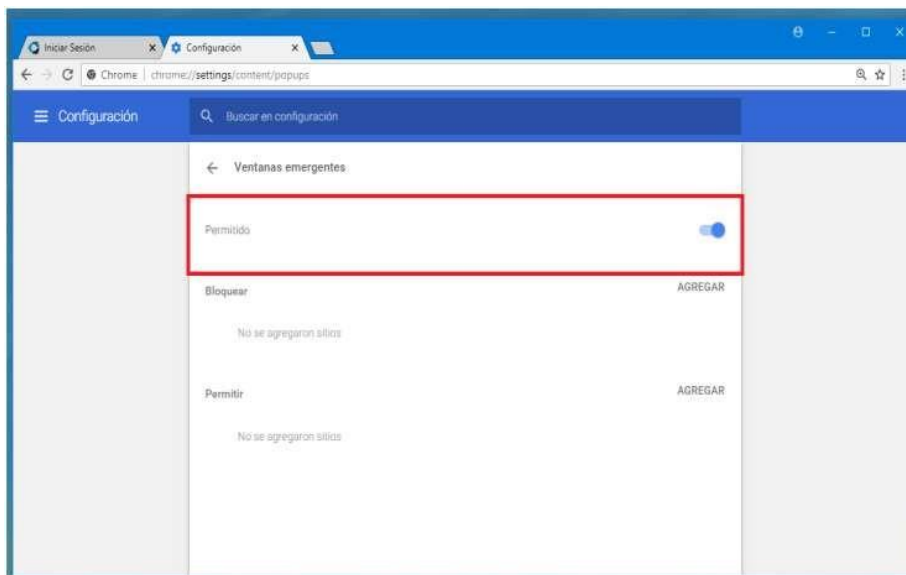 Iniciar Sesión
Configuración
Chrome | chrome://settings/content/popups
Configuración
Buscar en configuración
Ventanas emergentes
Permitido
Bloquear AGREGAR
No se agregaron sitios
Permitir AGREGAR
No se agregaron sitios